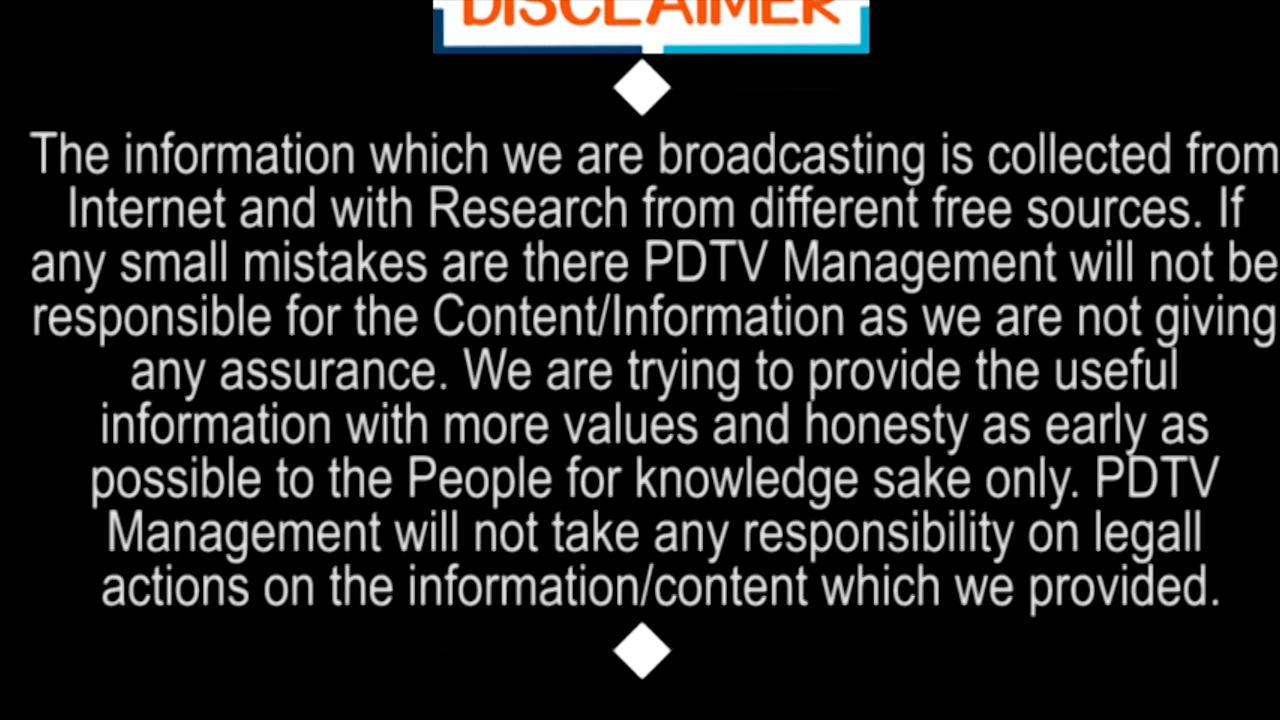 DISCLAIMER
The information which we are broadcasting is collected from
Internet and with Research from different free sources. If
any small mistakes are there PDTV Management will not be
responsible for the Content/Information as we are not giving
any assurance. We are trying to provide the useful
information with more values and honesty as early as
possible to the People for knowledge sake only. PDTV
Management will not take any responsibility on legall
actions on the information/content which we provided.